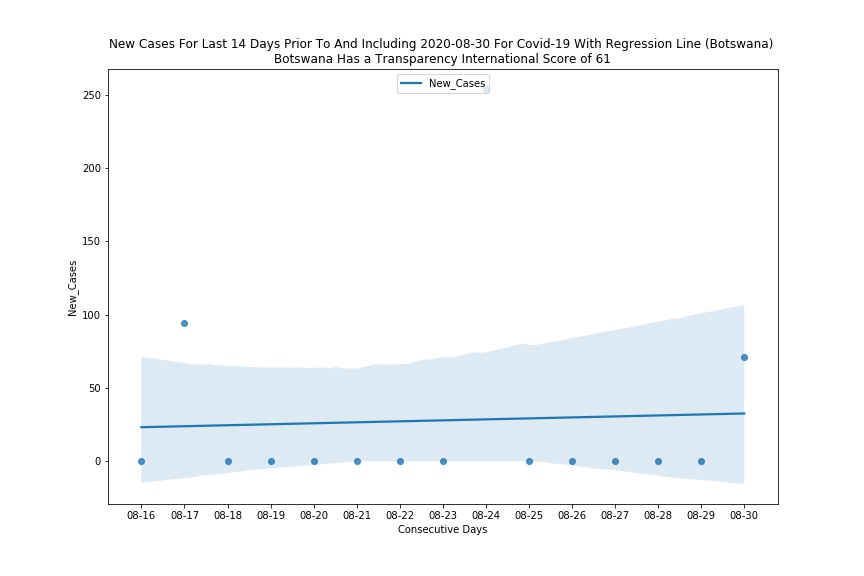 New Cases For Last 14 Days Prior To And Including 2020-08-30 For Covid-19 With Regression Line (Botswana)
Botswana Has a Transparency International Score of 61
New_Cases
250
200
150
100
50
0
New_Cases
08-16 08-17 08-18 08-19 08-20 08-21 08-22 08-23 08-24 08-25 08-26 08-27 08-28 08-29 08-30
Consecutive Days